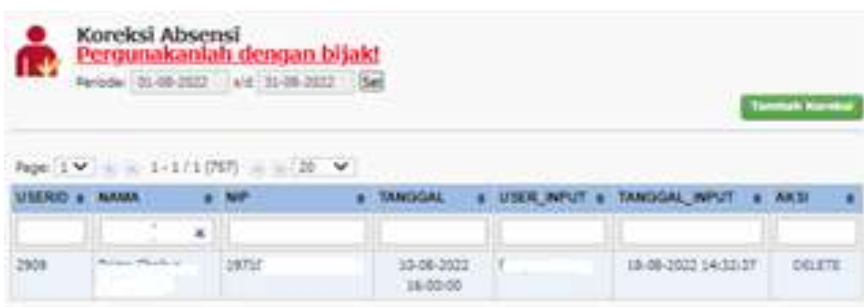 Koreksi Absensi
Pergunakanlah dengan bijak!
Periode: 01-08-2022 s/d 31-08-2022 Set
Tambah Koreksi
Page: 1 1 - 1 / 1 (757) 20
USERID NAMA NIP TANGGAL USER_INPUT TANGGAL_INPUT AKSI
2909 1971 10-08-2022 18-08-2022 14:32:37 DELETE
16:00:00